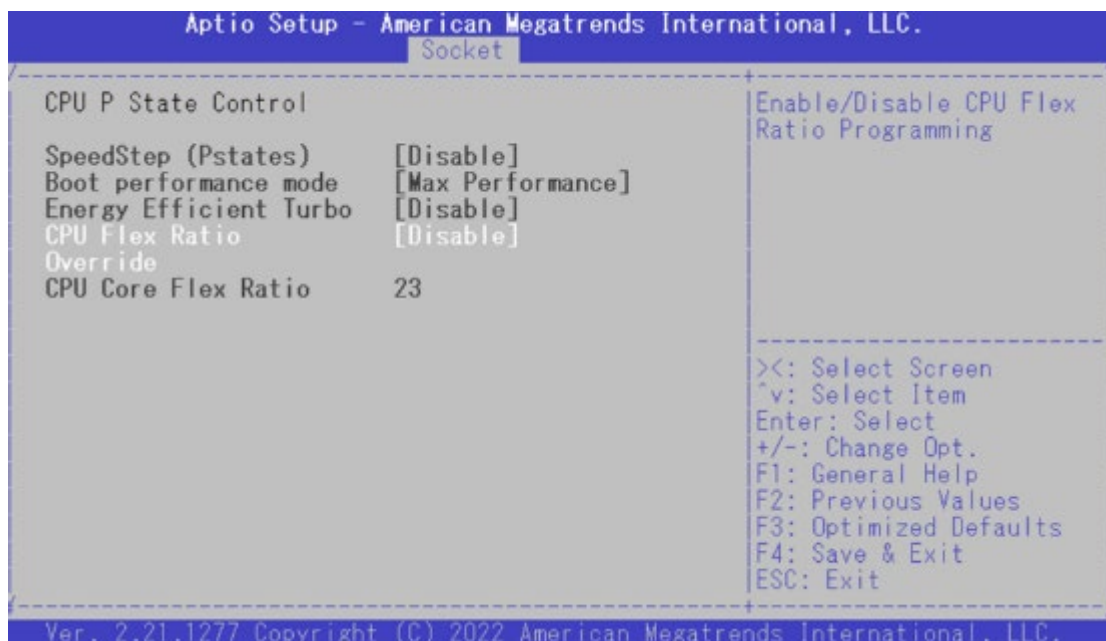 Aptio Setup - American Megatrends International, LLC.
Socket
CPU P State Control
SpeedStep (Pstates) [Disable]
Boot performance mode [Max Performance]
Energy Efficient Turbo [Disable]
CPU Flex Ratio [Disable]
Override
CPU Core Flex Ratio 23
Enable/Disable CPU Flex
Ratio Programming
><: Select Screen
^v: Select Item
Enter: Select
+/-: Change Opt.
F1: General Help
F2: Previous Values
F3: Optimized Defaults
F4: Save & Exit
ESC: Exit
Ver. 2.21.1277 Copyright (C) 2022 American Megatrends International, LLC.